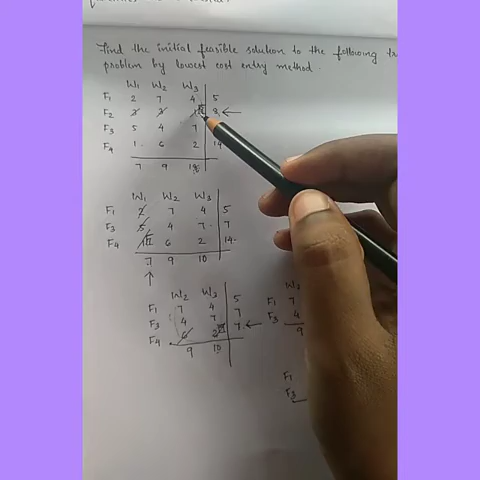 Find the initial feasible solution to the following
problem by lowest cost entry method.
W1 W2 W3
F1 2 7 4 5
F2 3 3 1 8
F3 5 4 7
F4 1 6 2 14
7 9 18
W1 W2 W3
F1 2 7 4 5
F3 5 4 7 7
F4 1 6 2 14
7 9 10
W2 W3
F1 7 4 5
F3 4 7 7
F4 6 2 7
9 10
F1 7
F3 4
9
F1
F3